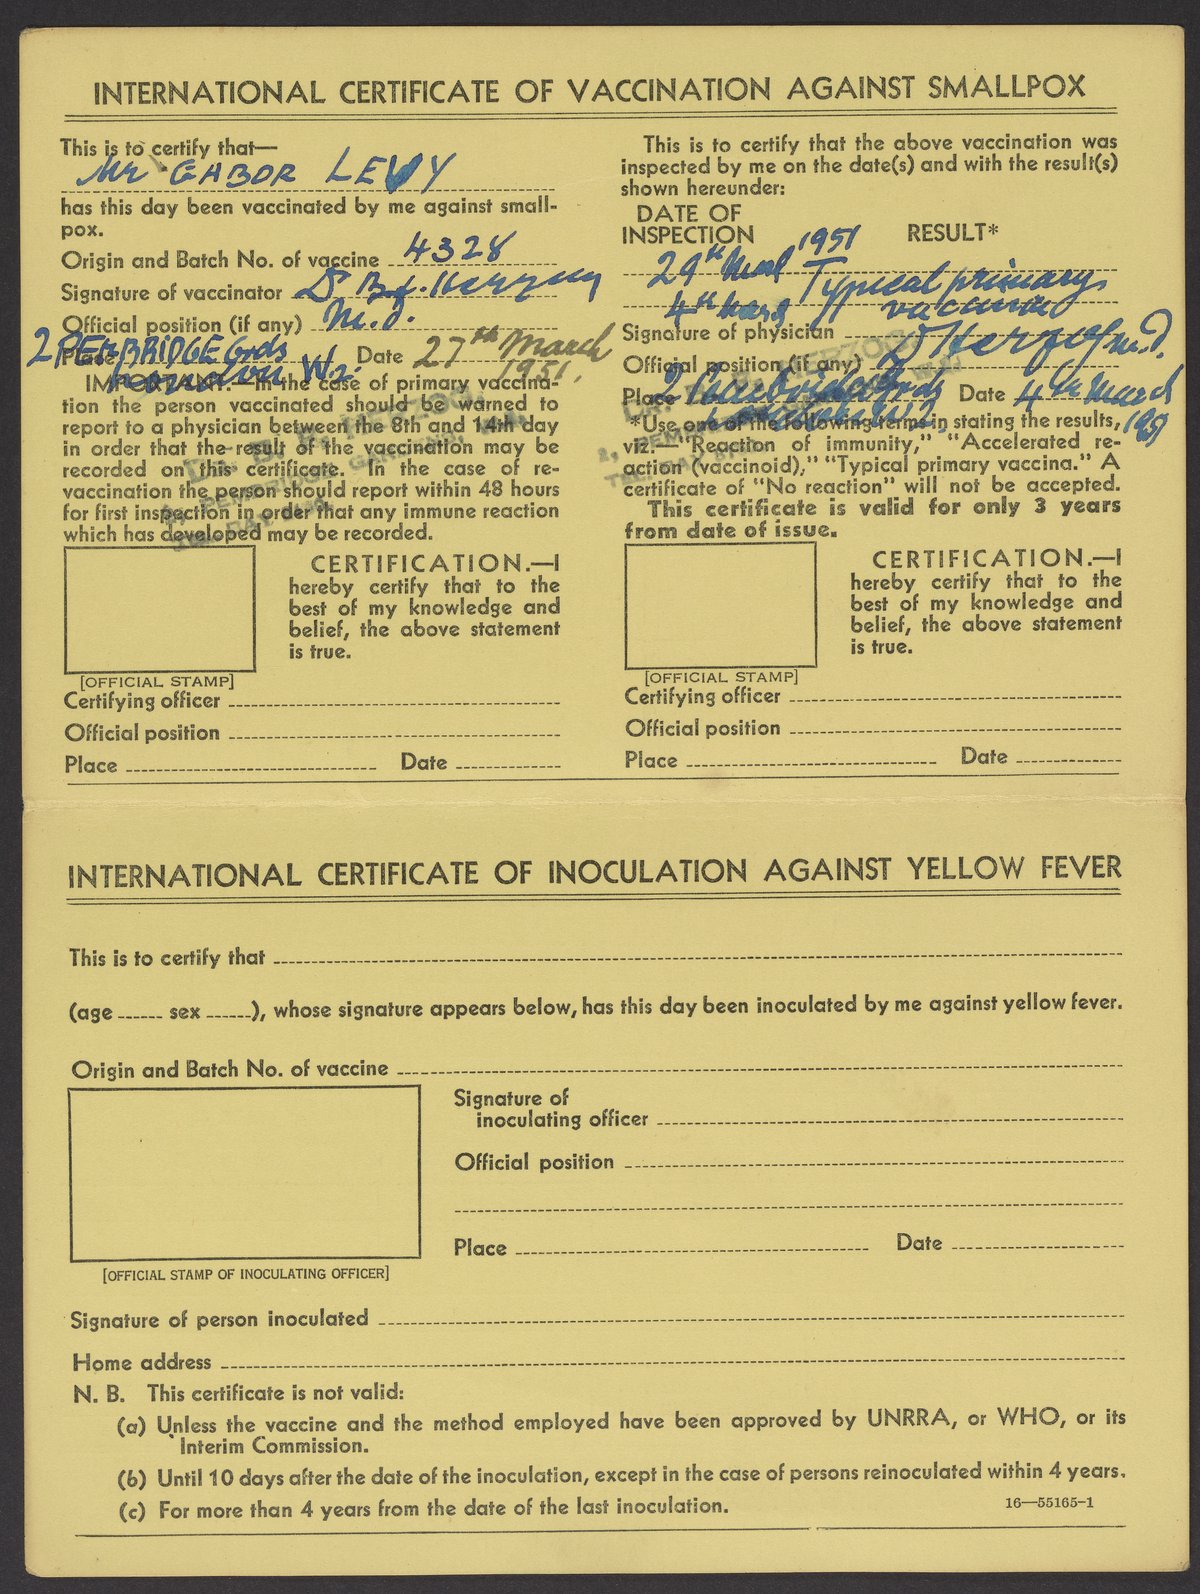 INTERNATIONAL CERTIFICATE OF VACCINATION AGAINST SMALLPOX
This is to certify that—
Mr GABOR LEVY
has this day been vaccinated by me against small-
pox.
Origin and Batch No. of vaccine 4328
Signature of vaccinator Dr B. Herzog
Official position (if any) M.D.
Place 2 PEMBRIDGE Grds London W2. Date 27th March 1951.
IMPORTANT.—In the case of primary vaccina-
tion the person vaccinated should be warned to
report to a physician between the 8th and 14th day
in order that the result of the vaccination may be
recorded on this certificate. In the case of re-
vaccination the person should report within 48 hours
for first inspection in order that any immune reaction
which has developed may be recorded.
CERTIFICATION.—I
hereby certify that to the
best of my knowledge and
belief, the above statement
is true.
[OFFICIAL STAMP]
Certifying officer
Official position
Place Date
This is to certify that the above vaccination was
inspected by me on the date(s) and with the result(s)
shown hereunder:
DATE OF
INSPECTION RESULT*
29th 1951
4th Typical primary
vaccinia
Signature of physician Herzog M.D.
Official position (if any)
Place 2 Date 4th March
1951
*Use one of the following terms in stating the results,
viz.—"Reaction of immunity," "Accelerated re-
action (vaccinoid)," "Typical primary vaccina." A
certificate of "No reaction" will not be accepted.
This certificate is valid for only 3 years
from date of issue.
CERTIFICATION.—I
hereby certify that to the
best of my knowledge and
belief, the above statement
is true.
[OFFICIAL STAMP]
Certifying officer
Official position
Place Date
INTERNATIONAL CERTIFICATE OF INOCULATION AGAINST YELLOW FEVER
This is to certify that
(age sex ), whose signature appears below, has this day been inoculated by me against yellow fever.
Origin and Batch No. of vaccine
Signature of
inoculating officer
Official position
Place Date
[OFFICIAL STAMP OF INOCULATING OFFICER]
Signature of person inoculated
Home address
N. B. This certificate is not valid:
(a) Unless the vaccine and the method employed have been approved by UNRRA, or WHO, or its
Interim Commission.
(b) Until 10 days after the date of the inoculation, except in the case of persons reinoculated within 4 years.
(c) For more than 4 years from the date of the last inoculation.
16—55165-1